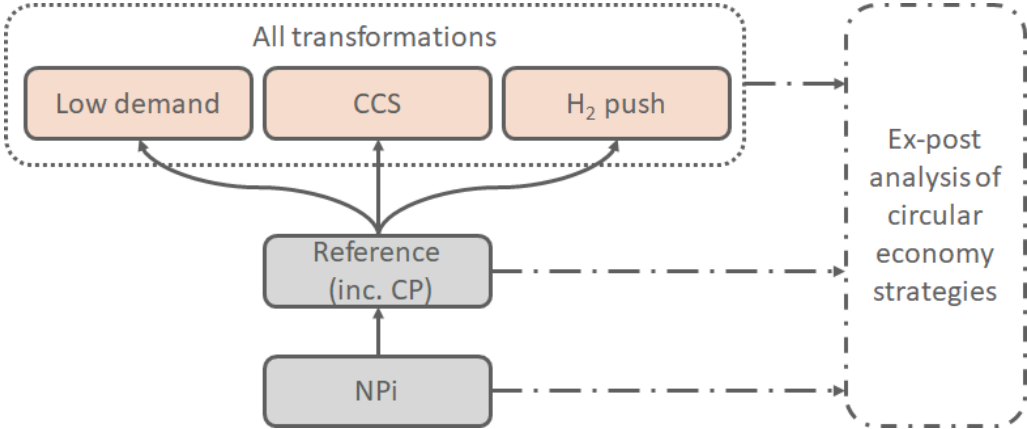 All transformations
Low demand
CCS
H₂ push
Ex-post
analysis of
circular
economy
strategies
Reference
(inc. CP)
NPi